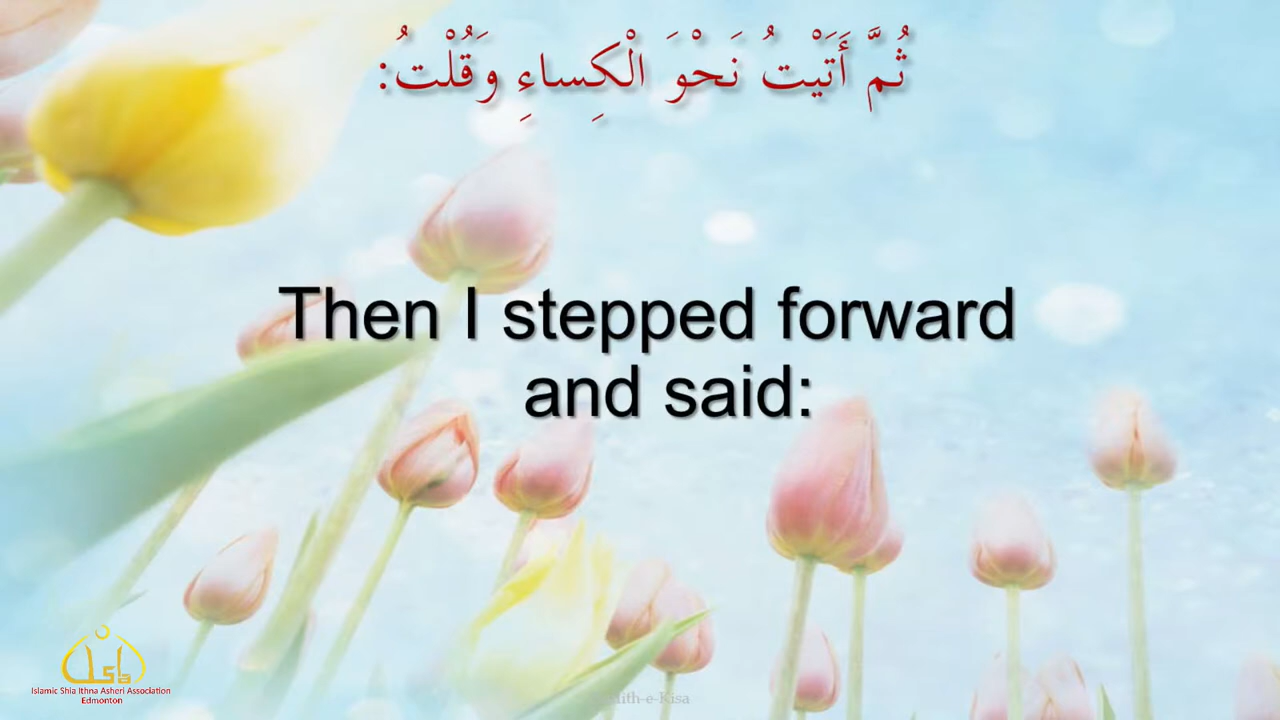 ثُمَّ أَتَيْتُ نَحْوَ الْكِساءِ وَقُلْتُ:
Then I stepped forward
and said:
Islamic Shia Ithna Asheri Association
Edmonton